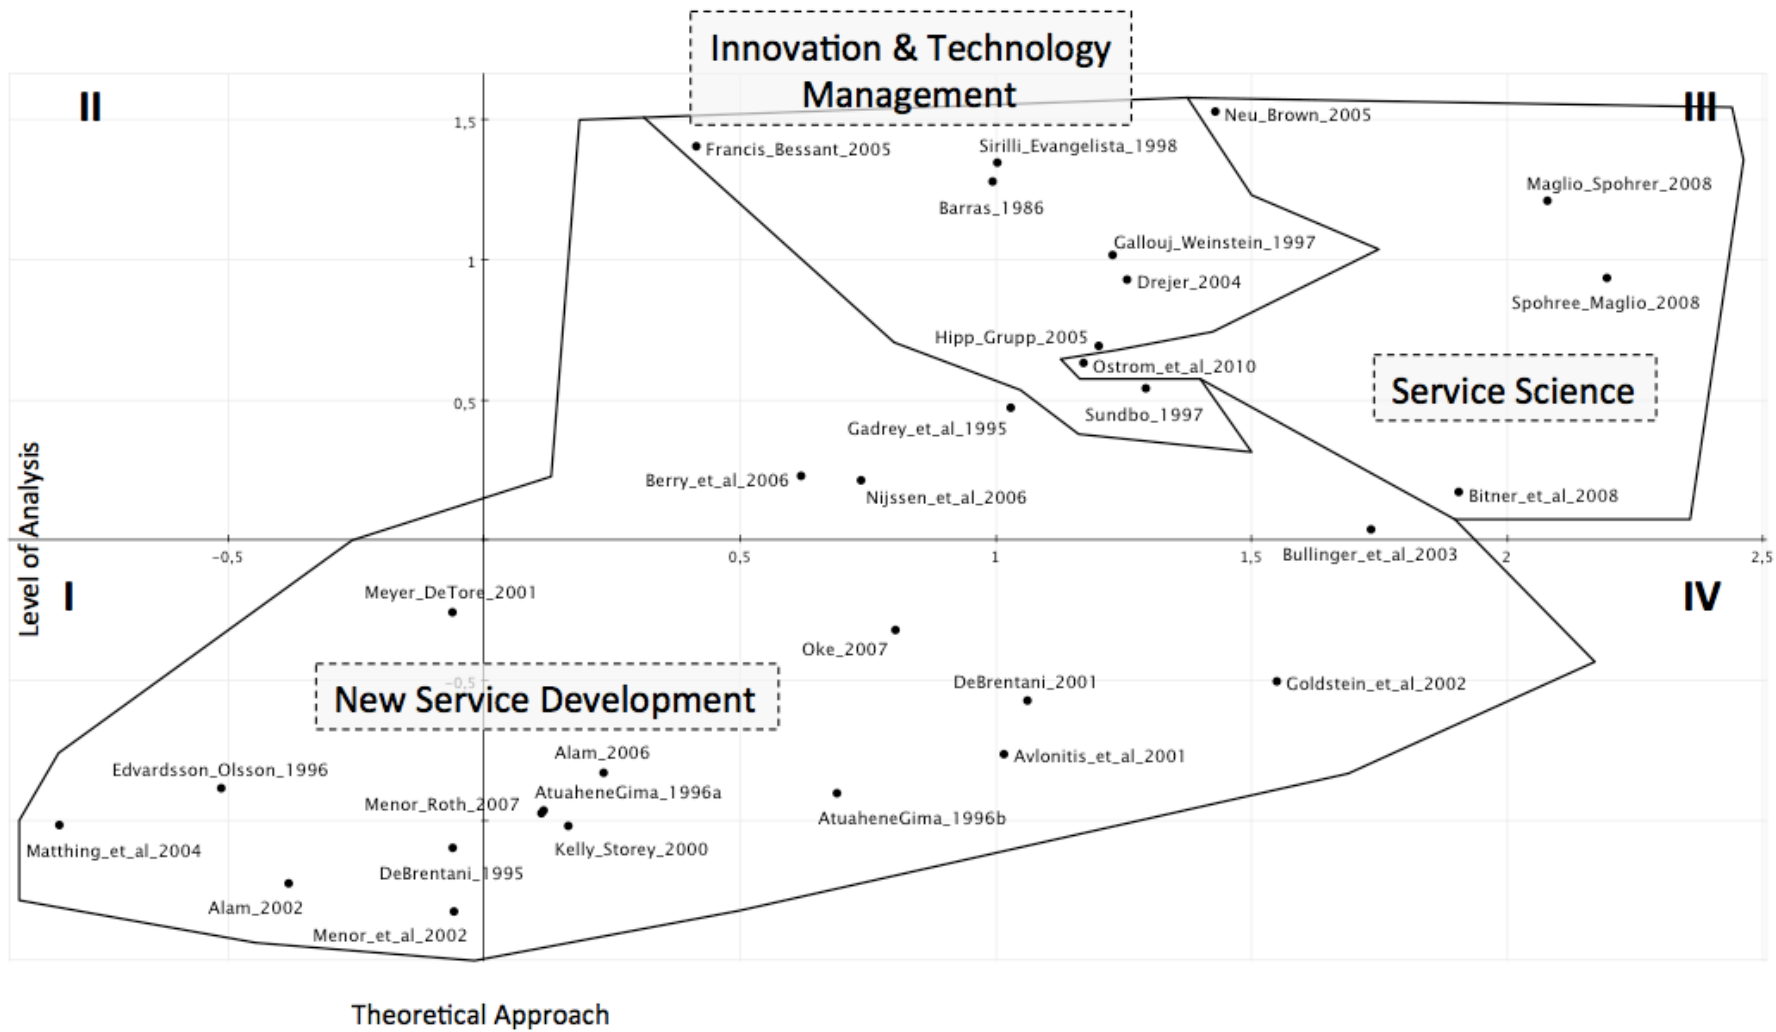 Innovation & Technology
Management
II
III
1,5
Neu_Brown_2005
Francis_Bessant_2005
Sirilli_Evangelista_1998
Maglio_Spohrer_2008
Barras_1986
Gallouj_Weinstein_1997
1
Drejer_2004
Spohree_Maglio_2008
Hipp_Grupp_2005
Ostrom_et_al_2010
Service Science
0,5
Sundbo_1997
Gadrey_et_al_1995
Berry_et_al_2006
Nijssen_et_al_2006
Bitner_et_al_2008
Level of Analysis
-0,5
0,5
1
1,5
2
2,5
Bullinger_et_al_2003
I
IV
Meyer_DeTore_2001
Oke_2007
-0,5
DeBrentani_2001
Goldstein_et_al_2002
New Service Development
Alam_2006
Avlonitis_et_al_2001
Edvardsson_Olsson_1996
AtuaheneGima_1996a
Menor_Roth_2007
AtuaheneGima_1996b
Matthing_et_al_2004
Kelly_Storey_2000
DeBrentani_1995
Alam_2002
Menor_et_al_2002
Theoretical Approach